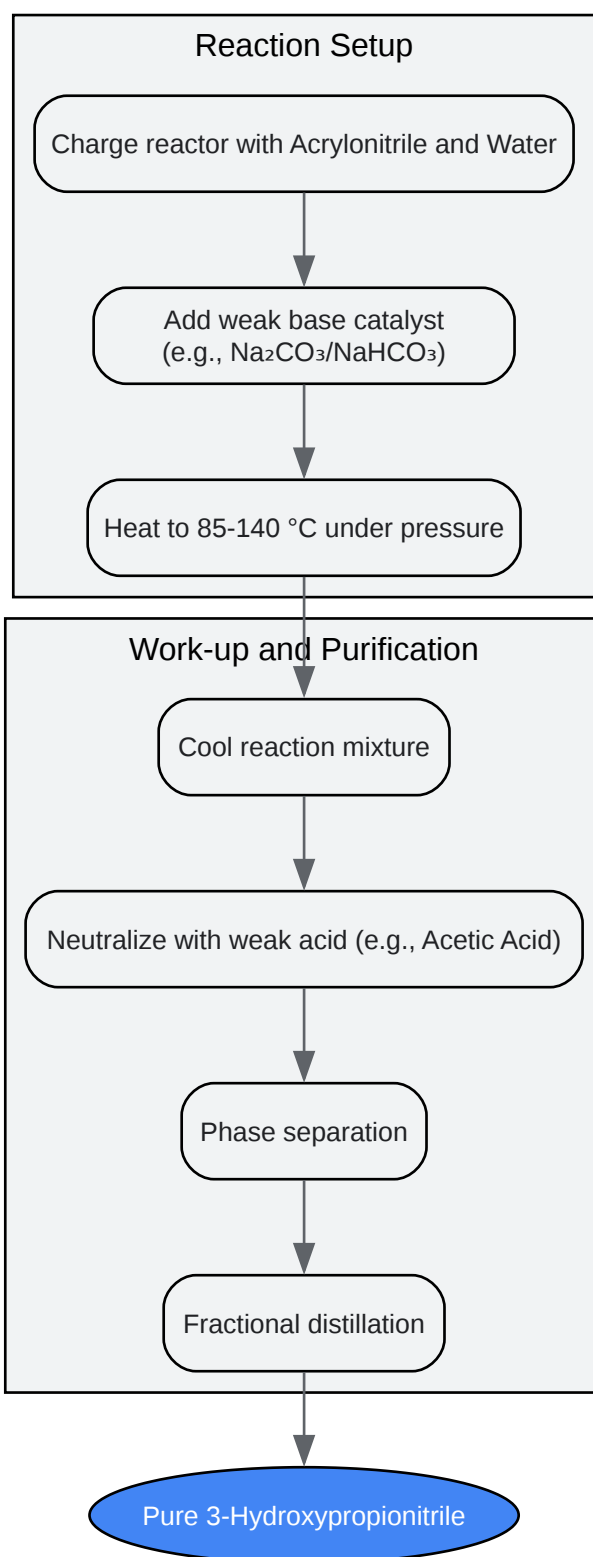 Reaction Setup
Charge reactor with Acrylonitrile and Water
Add weak base catalyst
(e.g., Na₂CO₃/NaHCO₃)
Heat to 85-140 °C under pressure
Work-up and Purification
Cool reaction mixture
Neutralize with weak acid (e.g., Acetic Acid)
Phase separation
Fractional distillation
Pure 3-Hydroxypropionitrile